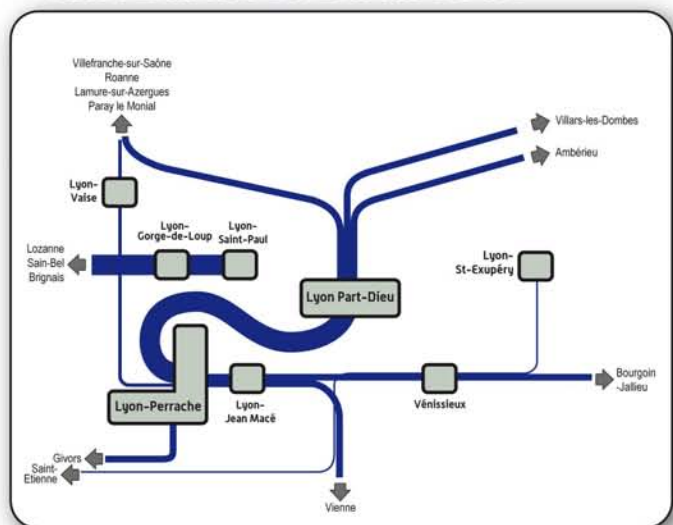 Villefranche-sur-Saône
Roanne
Lamure-sur-Azergues
Paray le Monial
Villars-les-Dombes
Ambérieu
Lyon-
Vaise
Lyon-
Gorge-de-Loup
Lyon-
Saint-Paul
Lozanne
Sain-Bel
Brignais
Lyon-
St-Exupéry
Lyon Part-Dieu
Bourgoin
-Jallieu
Lyon-Perrache
Lyon-
Jean Macé
Vénissieux
Givors
Saint-
Etienne
Vienne